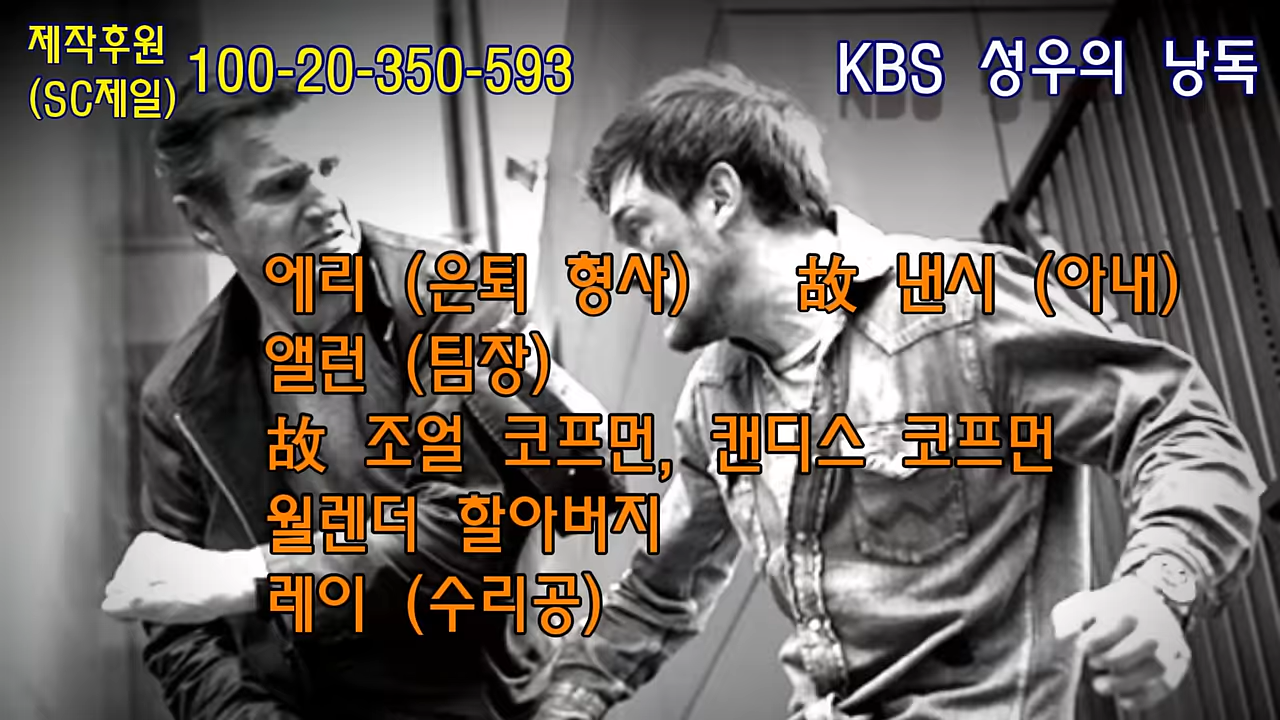 제작후원
(SC제일)
100-20-350-593
KBS 성우의 낭독
에리 (은퇴 형사) 故 낸시 (아내)
앨런 (팀장)
故 조얼 코프먼, 캔디스 코프먼
월렌더 할아버지
레이 (수리공)